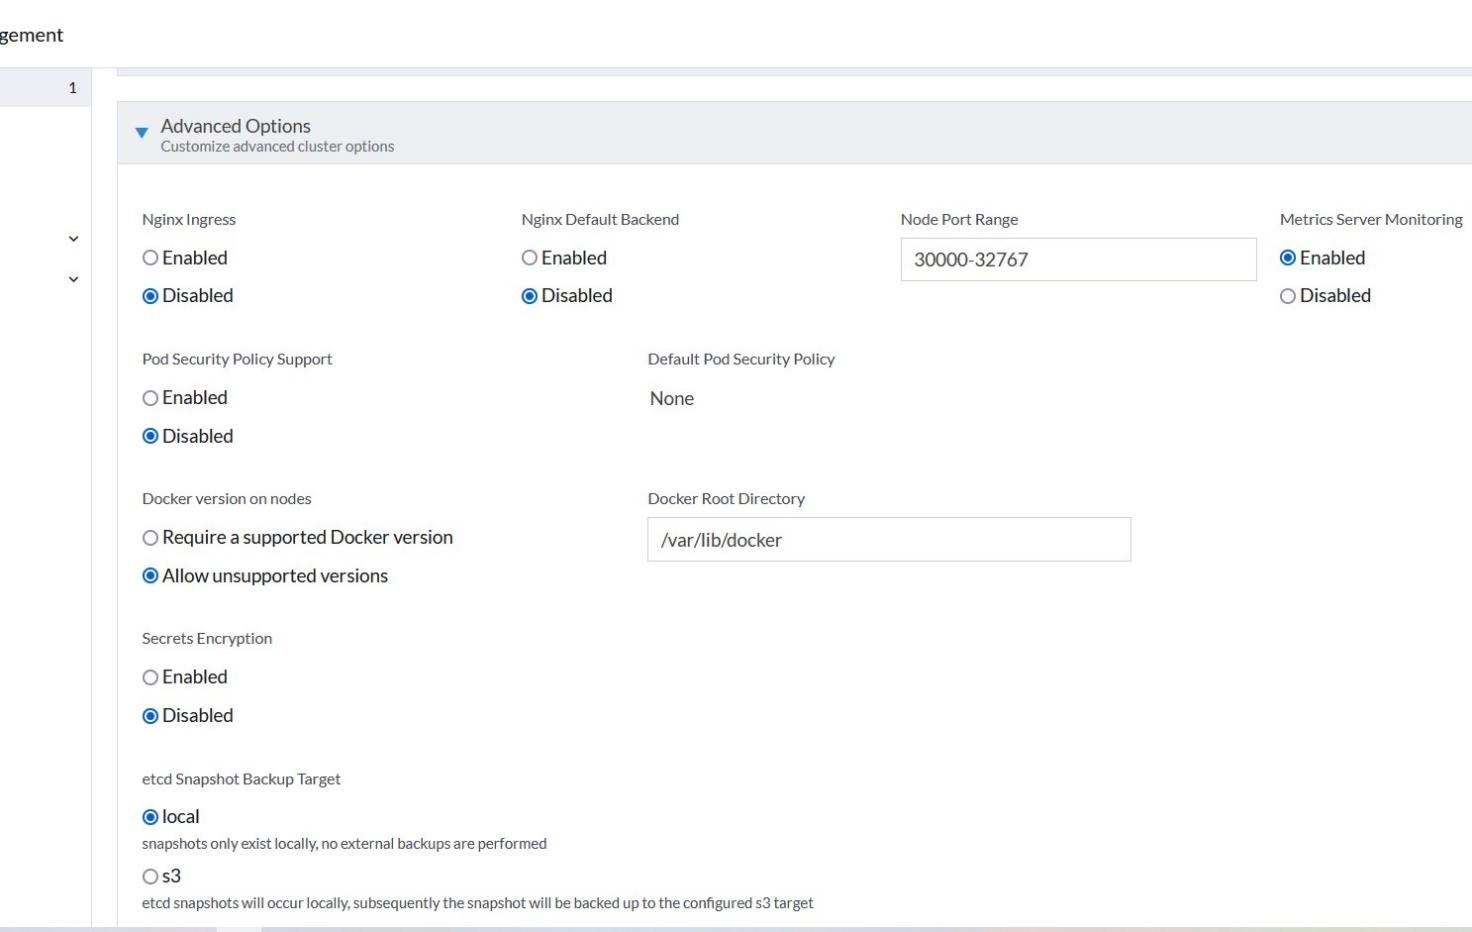 gement
1
Advanced Options
Customize advanced cluster options
Nginx Ingress
Enabled
Disabled
Nginx Default Backend
Enabled
Disabled
Node Port Range
30000-32767
Metrics Server Monitoring
Enabled
Disabled
Pod Security Policy Support
Enabled
Disabled
Default Pod Security Policy
None
Docker version on nodes
Require a supported Docker version
Allow unsupported versions
Docker Root Directory
/var/lib/docker
Secrets Encryption
Enabled
Disabled
etcd Snapshot Backup Target
local
snapshots only exist locally, no external backups are performed
s3
etcd snapshots will occur locally, subsequently the snapshot will be backed up to the configured s3 target